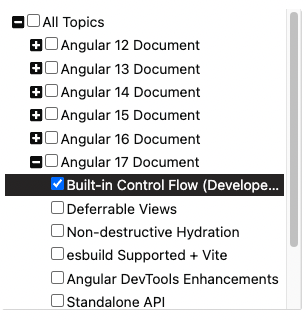 All Topics
Angular 12 Document
Angular 13 Document
Angular 14 Document
Angular 15 Document
Angular 16 Document
Angular 17 Document
Built-in Control Flow (Develope...
Deferrable Views
Non-destructive Hydration
esbuild Supported + Vite
Angular DevTools Enhancements
Standalone API